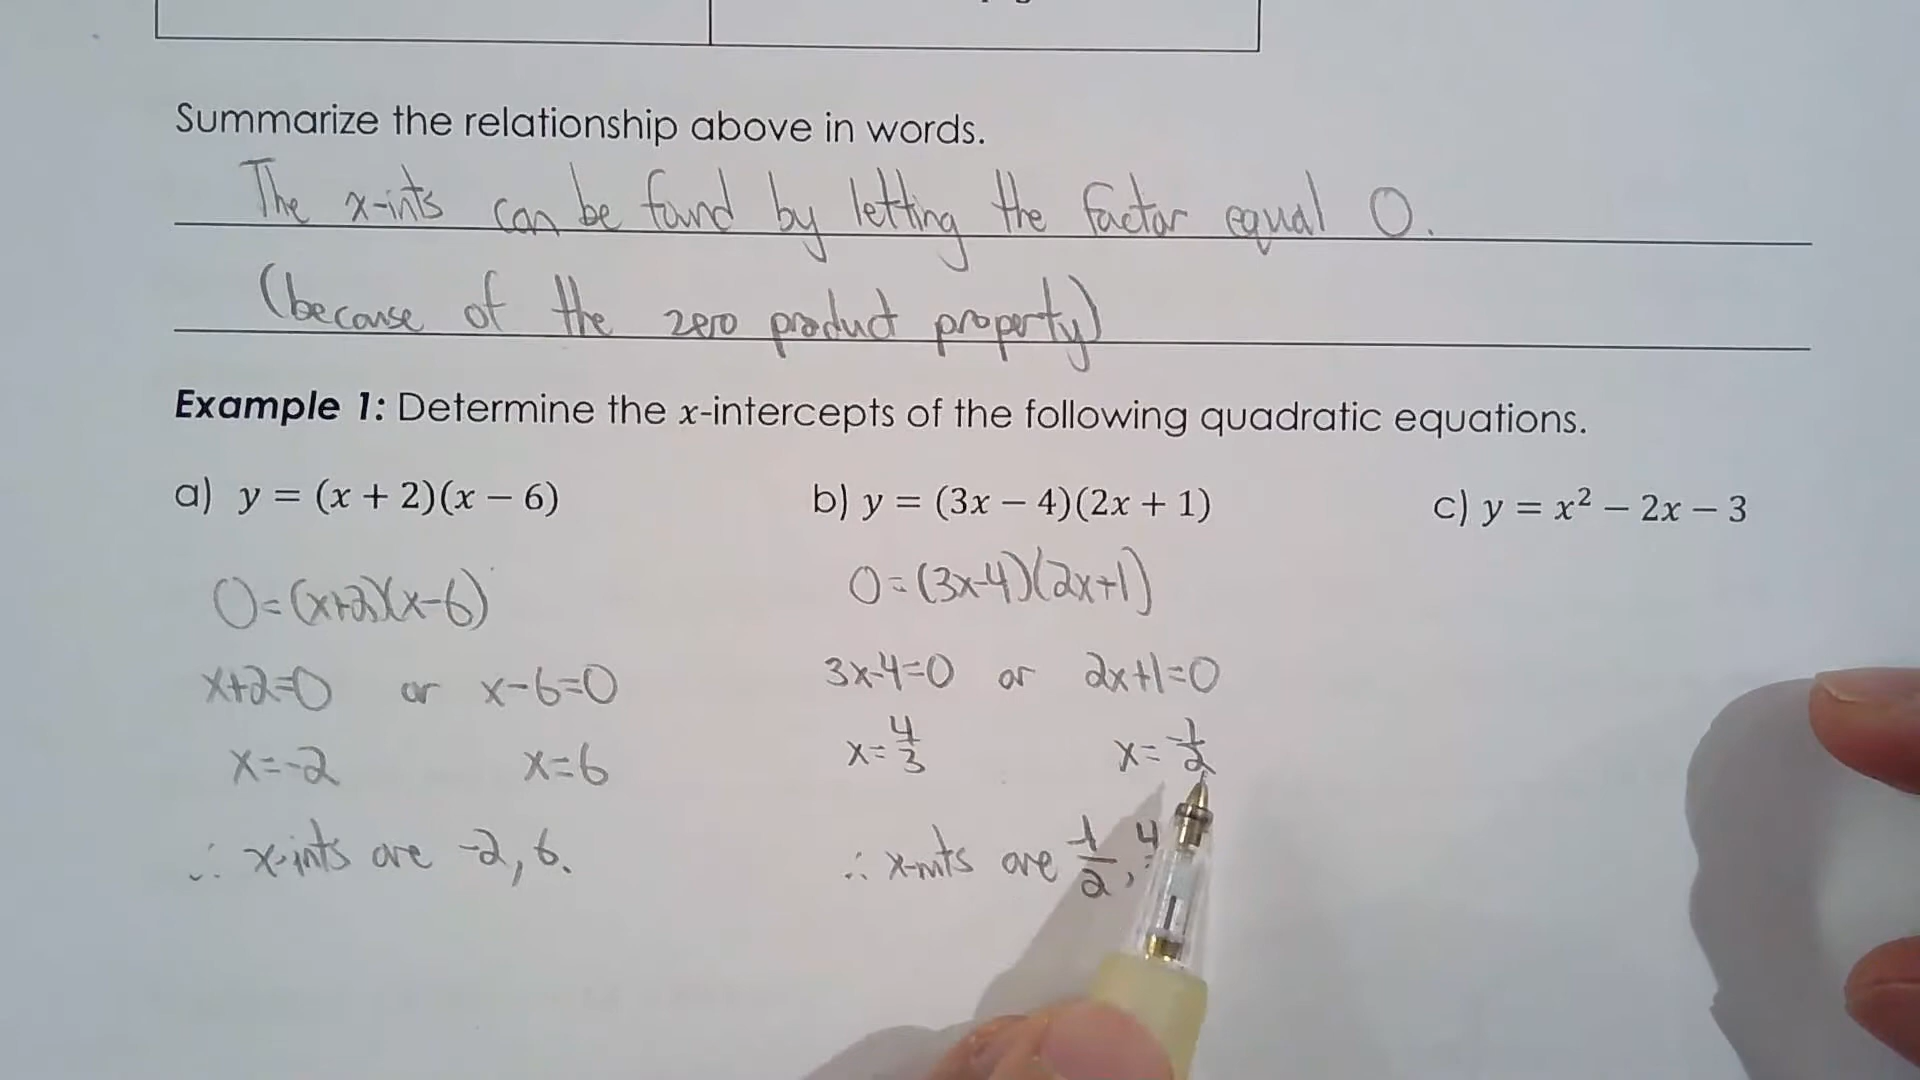 Summarize the relationship above in words.
The x-ints can be found by letting the factor equal 0.
(because of the zero product property)
Example 1: Determine the x-intercepts of the following quadratic equations.
a) y = (x + 2)(x − 6)
0=(x+2)(x-6)
x+2=0 or x-6=0
x=-2 x=6
∴ x-ints are -2, 6.
b) y = (3x − 4)(2x + 1)
0=(3x-4)(2x+1)
3x-4=0 or 2x+1=0
x=4/3 x=-1/2
∴ x-ints are -1/2, 4
c) y = x² − 2x − 3